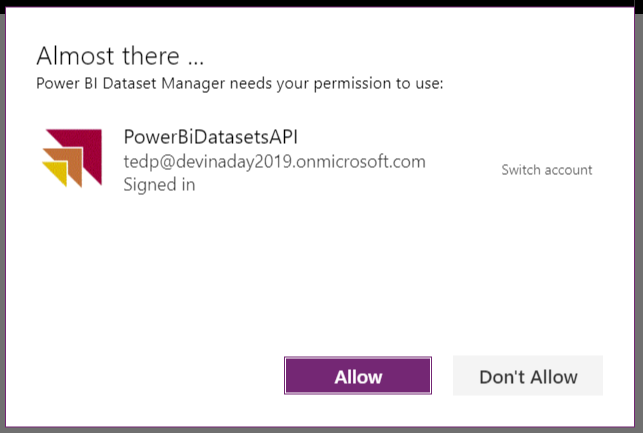 Almost there ...
Power BI Dataset Manager needs your permission to use:
PowerBiDatasetsAPI
tedp@devinaday2019.onmicrosoft.com
Switch account
Signed in
Allow
Don't Allow